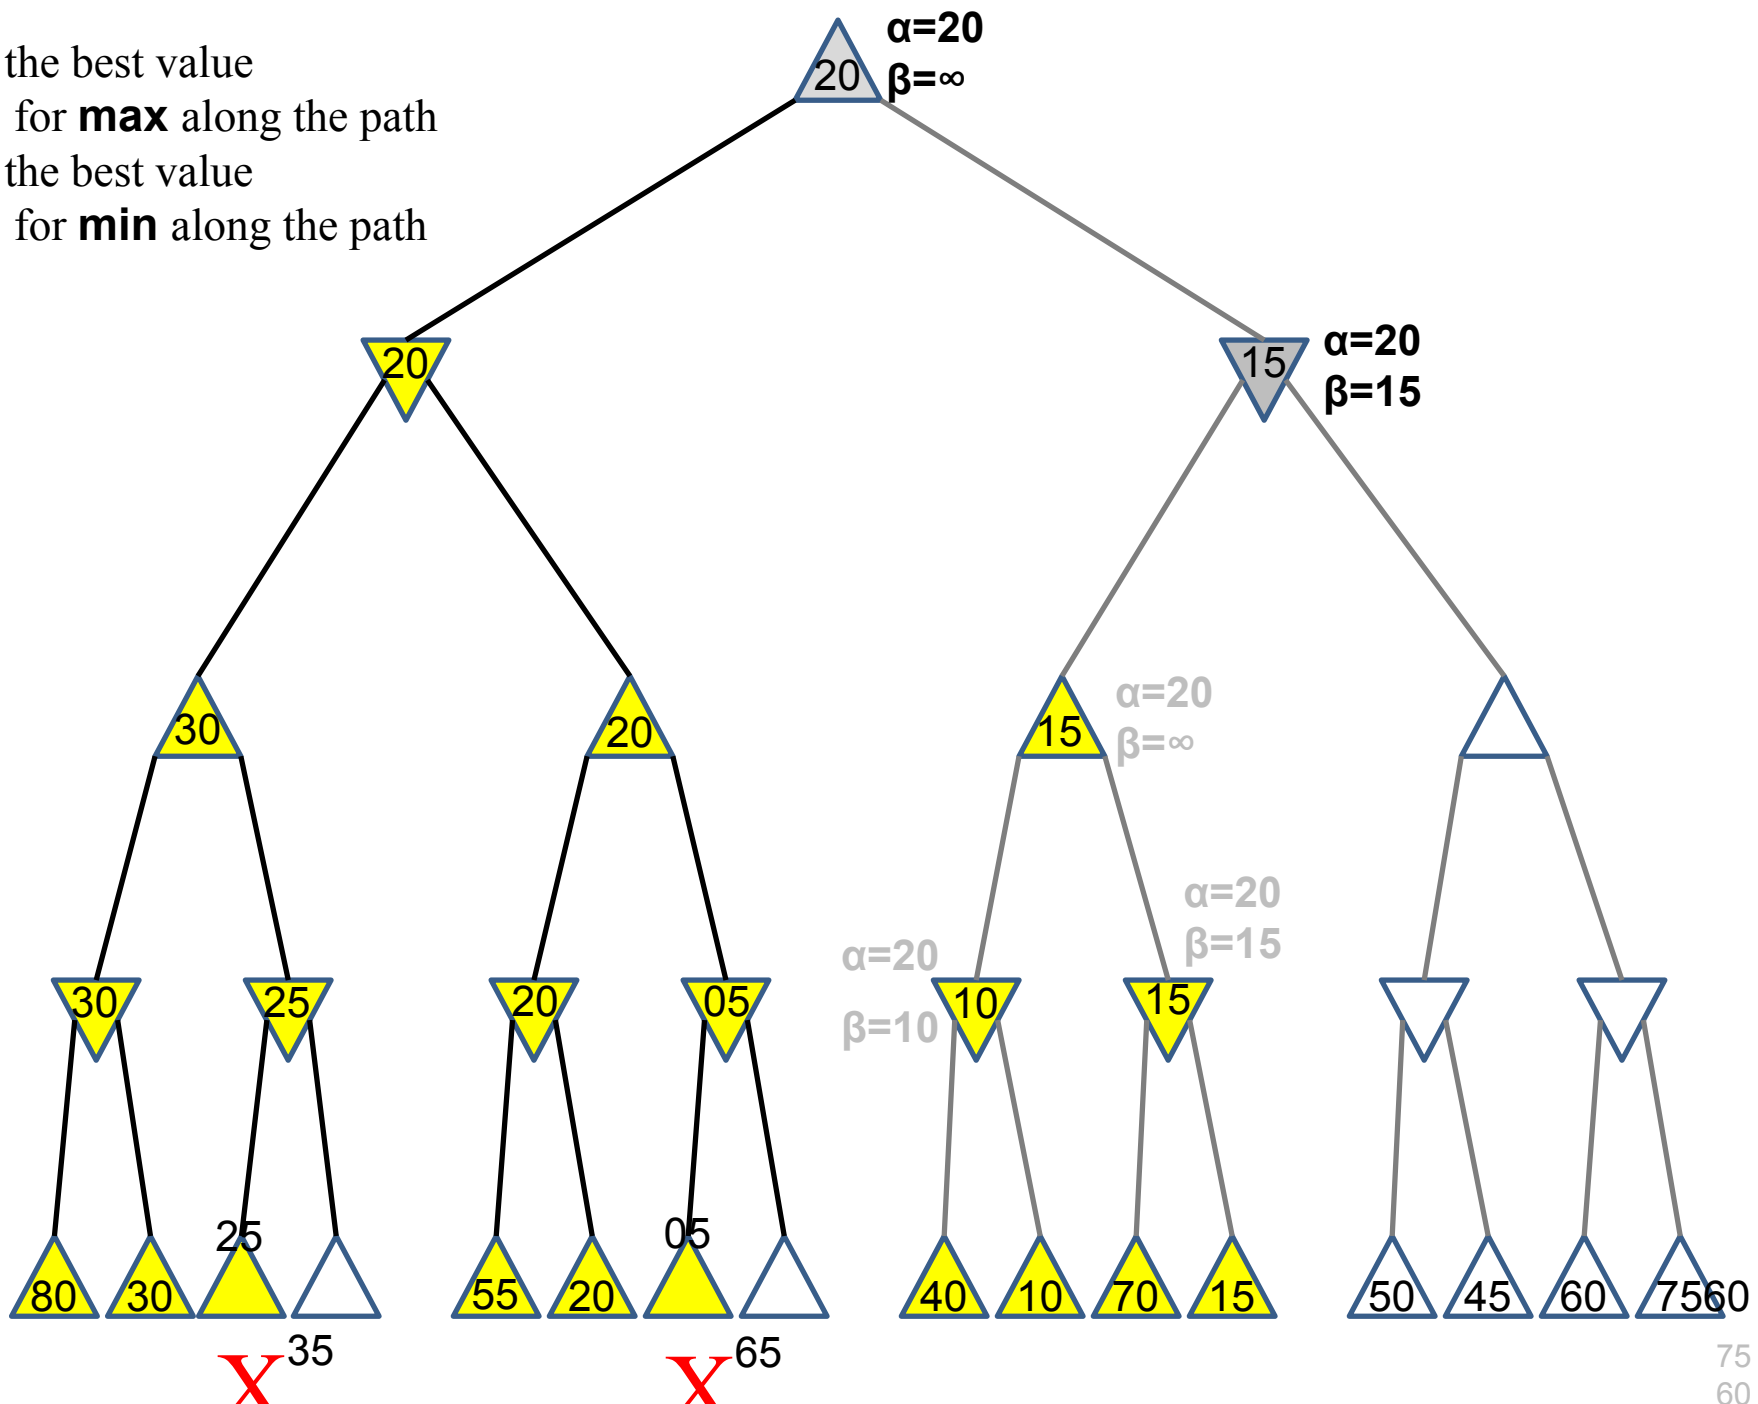 the best value
for max along the path
the best value
for min along the path
α=20
20
β=∞
20
15
α=20
β=15
30
20
15
α=20
β=∞
α=20
β=15
α=20
β=10
30
25
20
05
10
15
25
05
80
30
55
20
40
10
70
15
50
45
60
7560
X
35
X
65
75
60